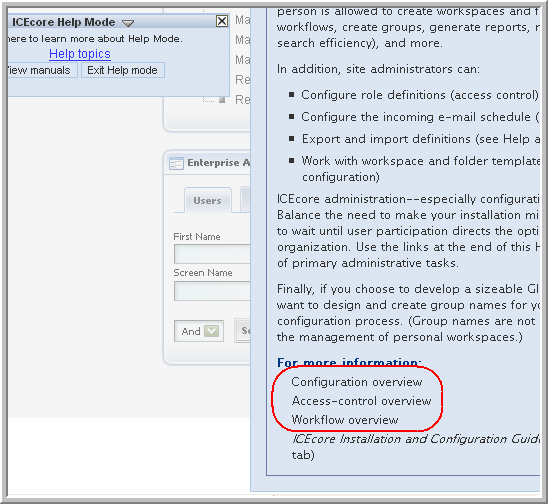 ICEcore Help Mode
here to learn more about Help Mode.
Help topics
View manuals Exit Help mode
Ma
Ma
Ma
Re
Re
Enterprise A
Users
First Name
Screen Name
And
person is allowed to create workspaces and f
workflows, create groups, generate reports, r
search efficiency), and more.
In addition, site administrators can:
Configure role definitions (access control)
Configure the incoming e-mail schedule (
Export and import definitions (see Help a
Work with workspace and folder template
configuration)
ICEcore administration--especially configuratio
Balance the need to make your installation mi
to wait until user participation directs the opti
organization. Use the links at the end of this H
of primary administrative tasks.
Finally, if you choose to develop a sizeable Gl
want to design and create group names for yo
configuration process. (Group names are not
the management of personal workspaces.)
For more information:
Configuration overview
Access-control overview
Workflow overview
ICEcore Installation and Configuration Guide
tab)